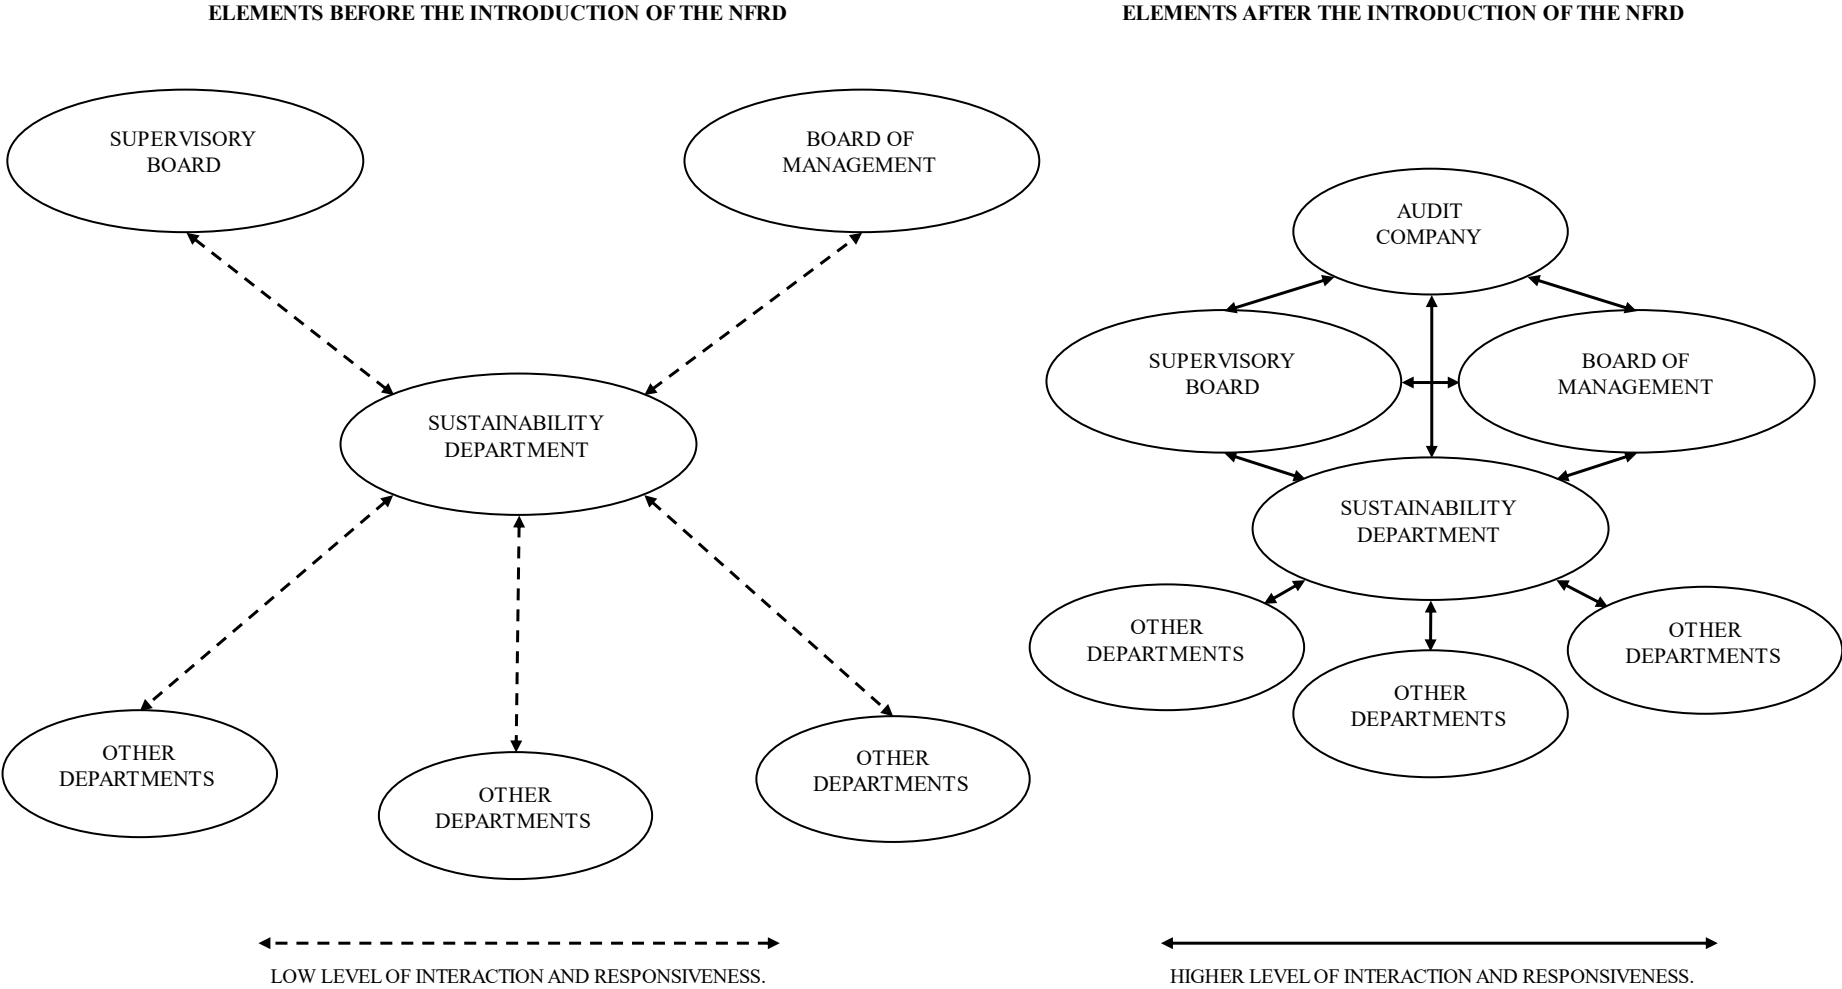 ELEMENTS BEFORE THE INTRODUCTION OF THE NFRD
SUPERVISORY
BOARD
BOARD OF
MANAGEMENT
SUSTAINABILITY
DEPARTMENT
OTHER
DEPARTMENTS
OTHER
DEPARTMENTS
OTHER
DEPARTMENTS
LOW LEVEL OF INTERACTION AND RESPONSIVENESS.
ELEMENTS AFTER THE INTRODUCTION OF THE NFRD
AUDIT
COMPANY
SUPERVISORY
BOARD
BOARD OF
MANAGEMENT
SUSTAINABILITY
DEPARTMENT
OTHER
DEPARTMENTS
OTHER
DEPARTMENTS
OTHER
DEPARTMENTS
HIGHER LEVEL OF INTERACTION AND RESPONSIVENESS.